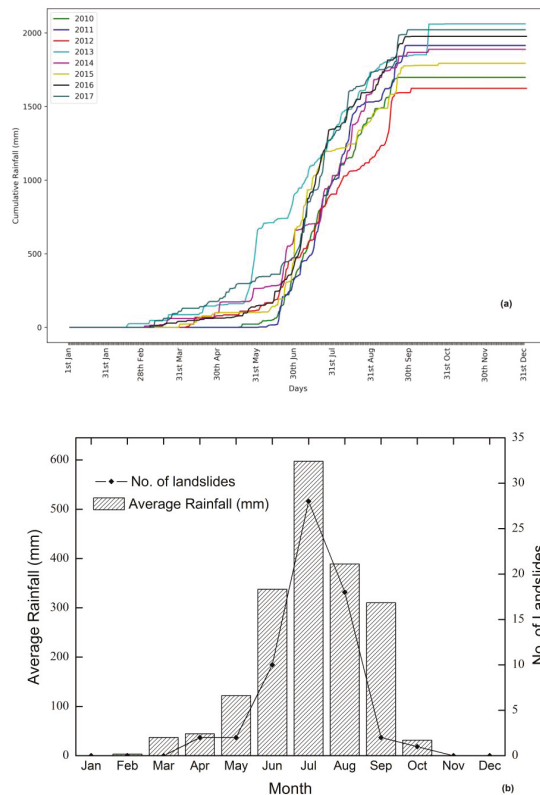 2010
2011
2012
2013
2014
2015
2016
2017
2000
1500
1000
500
0
Cumulative Rainfall (mm)
(a)
1st Jan
31st Jan
28th Feb
31st Mar
30th Apr
31st May
30th Jun
31st Jul
31st Aug
30th Sep
31st Oct
30th Nov
31st Dec
Days
No. of landslides
Average Rainfall (mm)
600
500
400
300
200
100
0
Average Rainfall (mm)
35
30
25
20
15
10
5
0
No. of Landslides
Jan Feb Mar Apr May Jun Jul Aug Sep Oct Nov Dec
Month
(b)